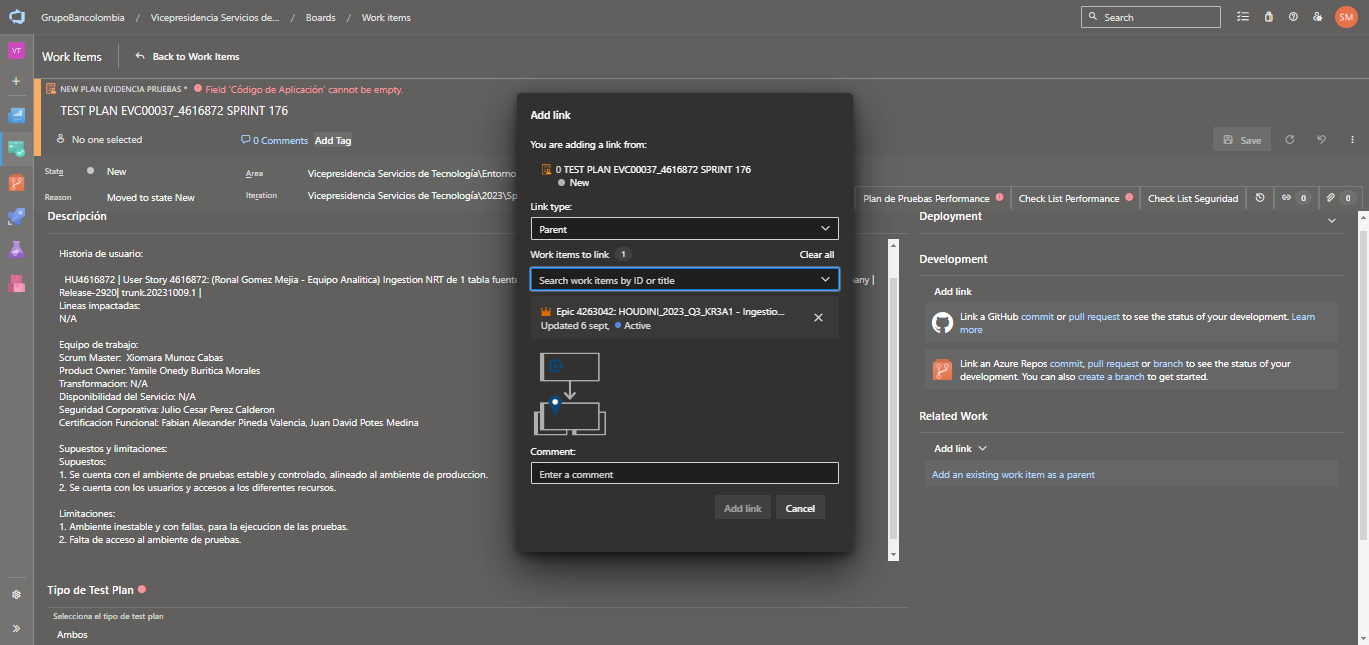 GrupoBancolombia / Vicepresidencia Servicios de... / Boards / Work items
Search
SM
VT
Work Items
Back to Work Items
NEW PLAN EVIDENCIA PRUEBAS * Field 'Código de Aplicación' cannot be empty.
TEST PLAN EVC00037_4616872 SPRINT 176
No one selected
0 Comments
Add Tag
Save
State
New
Area
Vicepresidencia Servicios de Tecnología\Entorno
Reason
Moved to state New
Iteration
Vicepresidencia Servicios de Tecnología\2023\Sp
Plan de Pruebas Performance
Check List Performance
Check List Seguridad
0
0
Descripción
Historia de usuario:
HU4616872 | User Story 4616872: (Ronal Gomez Mejia - Equipo Analitica) Ingestion NRT de 1 tabla fuente
any |
Release-2920| trunk.20231009.1 |
Lineas impactadas:
N/A
Equipo de trabajo:
Scrum Master: Xiomara Munoz Cabas
Product Owner: Yamile Onedy Buritica Morales
Transformacion: N/A
Disponibilidad del Servicio: N/A
Seguridad Corporativa: Julio Cesar Perez Calderon
Certificacion Funcional: Fabian Alexander Pineda Valencia, Juan David Potes Medina
Supuestos y limitaciones:
Supuestos:
1. Se cuenta con el ambiente de pruebas estable y controlado, alineado al ambiente de produccion.
2. Se cuenta con los usuarios y accesos a los diferentes recursos.
Limitaciones:
1. Ambiente inestable y con fallas, para la ejecucion de las pruebas.
2. Falta de acceso al ambiente de pruebas.
Tipo de Test Plan
Selecciona el tipo de test plan
Ambos
Add link
You are adding a link from:
0 TEST PLAN EVC00037_4616872 SPRINT 176
New
Link type:
Parent
Work items to link 1
Clear all
Search work items by ID or title
Epic 4263042: HOUDINI_2023_Q3_KR3A1 - Ingestio...
Updated 6 sept, Active
Comment:
Enter a comment
Add link
Cancel
Deployment
Development
Add link
Link a GitHub commit or pull request to see the status of your development. Learn
more
Link an Azure Repos commit, pull request or branch to see the status of your
development. You can also create a branch to get started.
Related Work
Add link
Add an existing work item as a parent